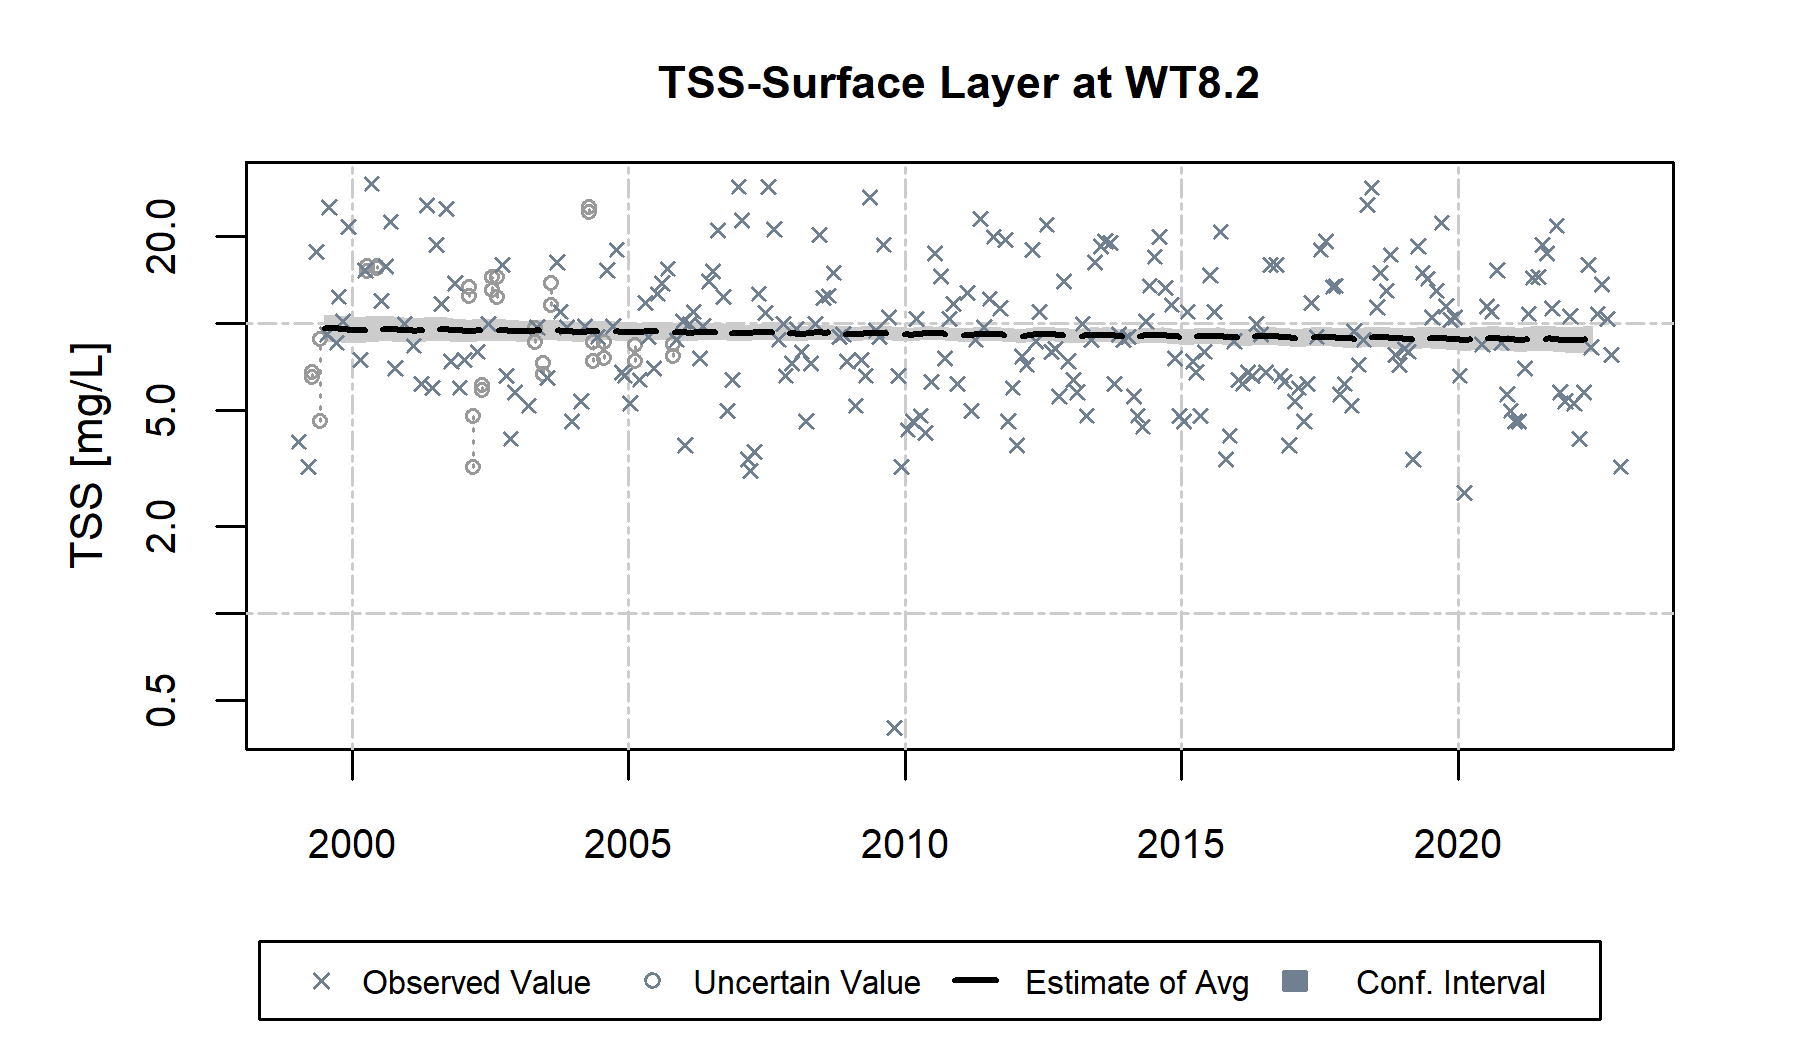 TSS-Surface Layer at WT8.2
TSS [mg/L]
20.0
5.0
2.0
0.5
2000 2005 2010 2015 2020
Observed Value Uncertain Value Estimate of Avg Conf. Interval